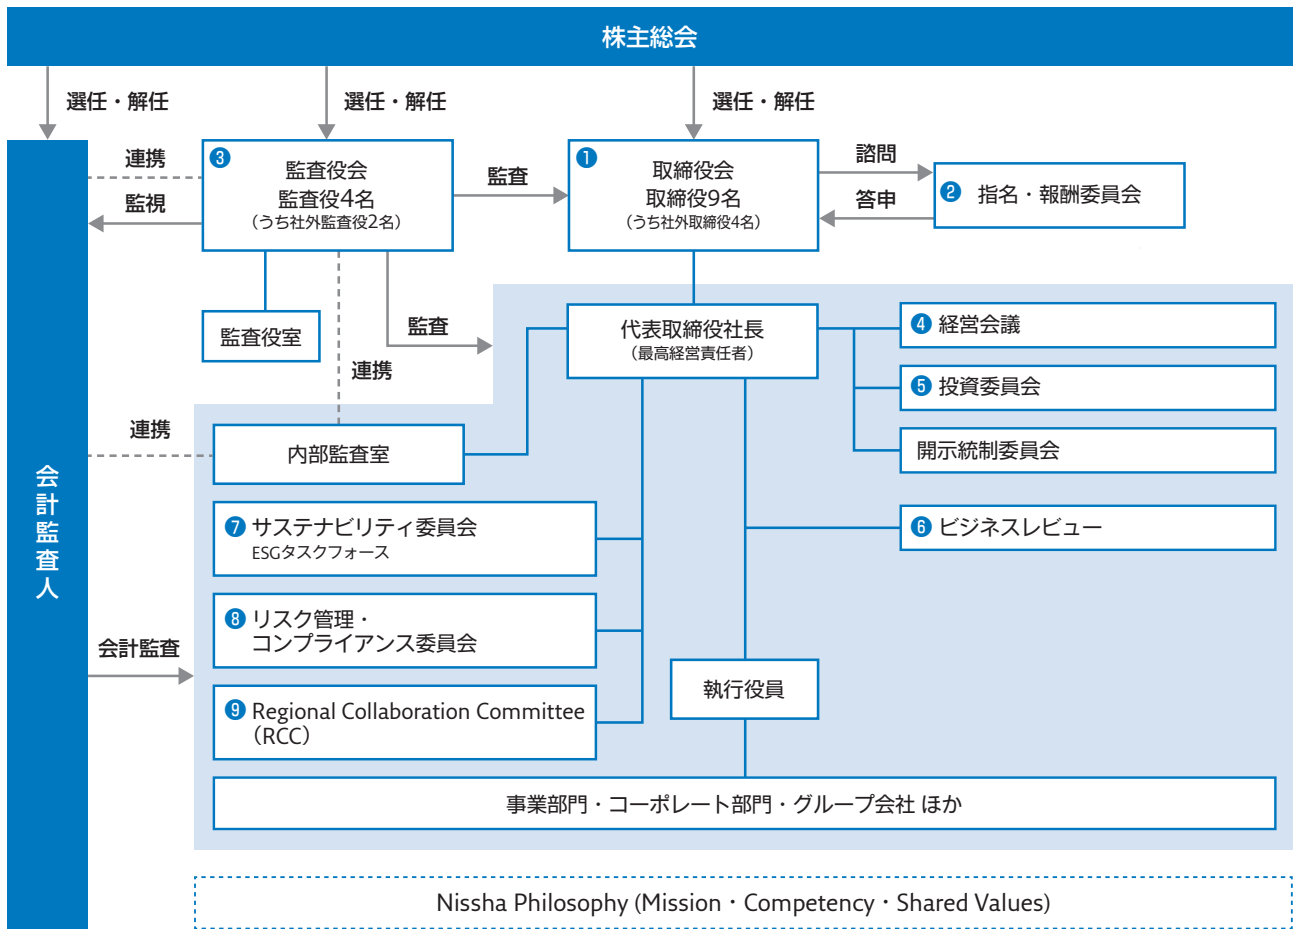 株主総会
選任・解任
選任・解任
選任・解任
連携
監視
❸
監査役会
監査役4名
（うち社外監査役2名）
監査
❶
取締役会
取締役9名
（うち社外取締役4名）
諮問
答申
❷ 指名・報酬委員会
監査役室
監査
連携
代表取締役社長
（最高経営責任者）
❹ 経営会議
❺ 投資委員会
開示統制委員会
❻ ビジネスレビュー
連携
内部監査室
会計監査人
❼ サステナビリティ委員会
ESGタスクフォース
❽ リスク管理・
コンプライアンス委員会
会計監査
❾ Regional Collaboration Committee
（RCC）
執行役員
事業部門・コーポレート部門・グループ会社 ほか
Nissha Philosophy (Mission・Competency・Shared Values)